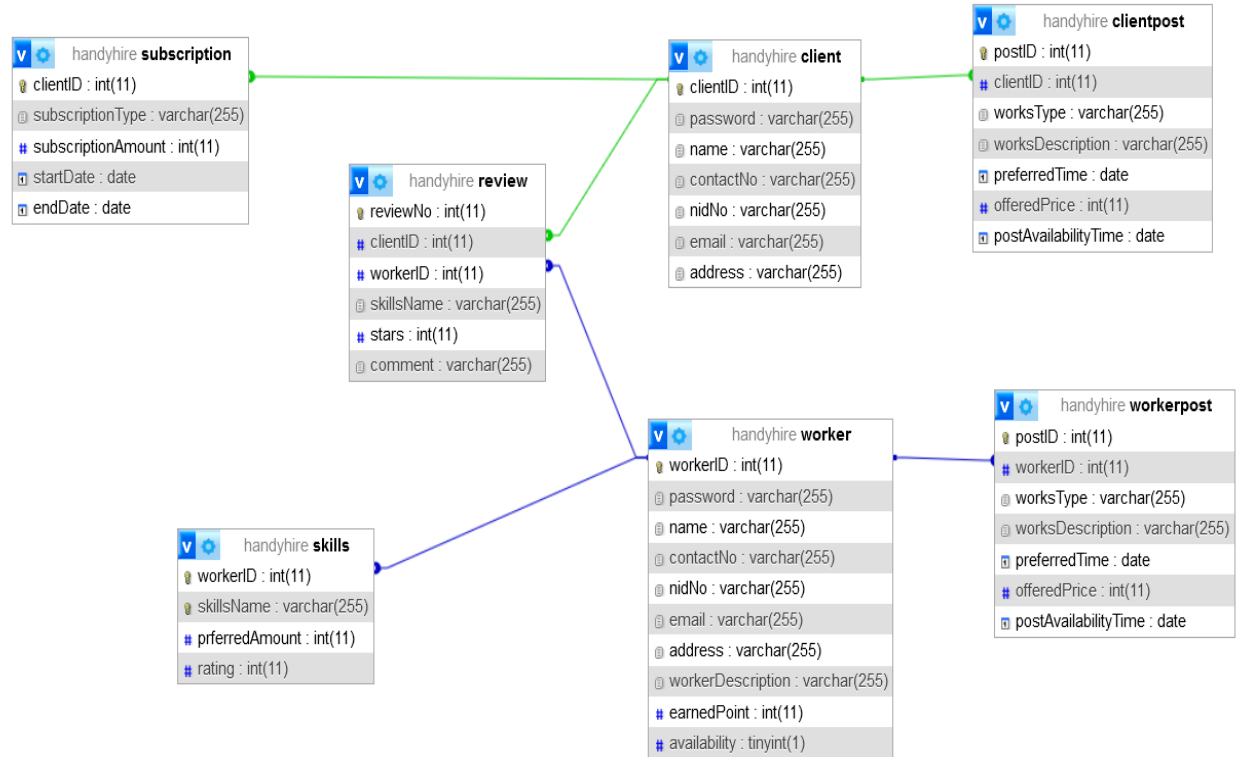 V handyhire subscription
clientID : int(11)
subscriptionType : varchar(255)
# subscriptionAmount : int(11)
startDate : date
endDate : date
V handyhire review
reviewNo : int(11)
# clientID : int(11)
# workerID : int(11)
skillsName : varchar(255)
# stars : int(11)
comment : varchar(255)
V handyhire client
clientID : int(11)
password : varchar(255)
name : varchar(255)
contactNo : varchar(255)
nidNo : varchar(255)
email : varchar(255)
address : varchar(255)
V handyhire clientpost
postID : int(11)
# clientID : int(11)
worksType : varchar(255)
worksDescription : varchar(255)
preferredTime : date
# offeredPrice : int(11)
postAvailabilityTime : date
V handyhire skills
workerID : int(11)
skillsName : varchar(255)
# prferredAmount : int(11)
# rating : int(11)
V handyhire worker
workerID : int(11)
password : varchar(255)
name : varchar(255)
contactNo : varchar(255)
nidNo : varchar(255)
email : varchar(255)
address : varchar(255)
workerDescription : varchar(255)
# earnedPoint : int(11)
# availability : tinyint(1)
V handyhire workerpost
postID : int(11)
# workerID : int(11)
worksType : varchar(255)
worksDescription : varchar(255)
preferredTime : date
# offeredPrice : int(11)
postAvailabilityTime : date